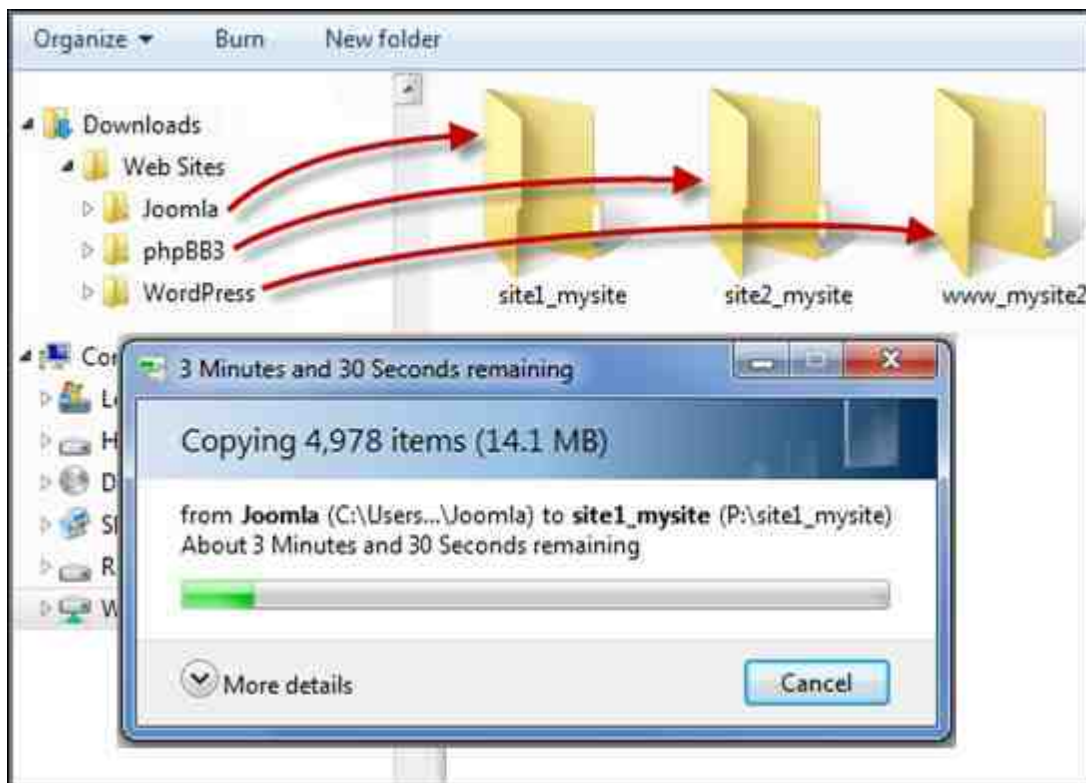 Organize Burn New folder
Downloads
Web Sites
Joomla
phpBB3
WordPress
site1_mysite site2_mysite www_mysite2
3 Minutes and 30 Seconds remaining
Copying 4,978 items (14.1 MB)
from Joomla (C:\Users...\Joomla) to site1_mysite (P:\site1_mysite)
About 3 Minutes and 30 Seconds remaining
More details Cancel